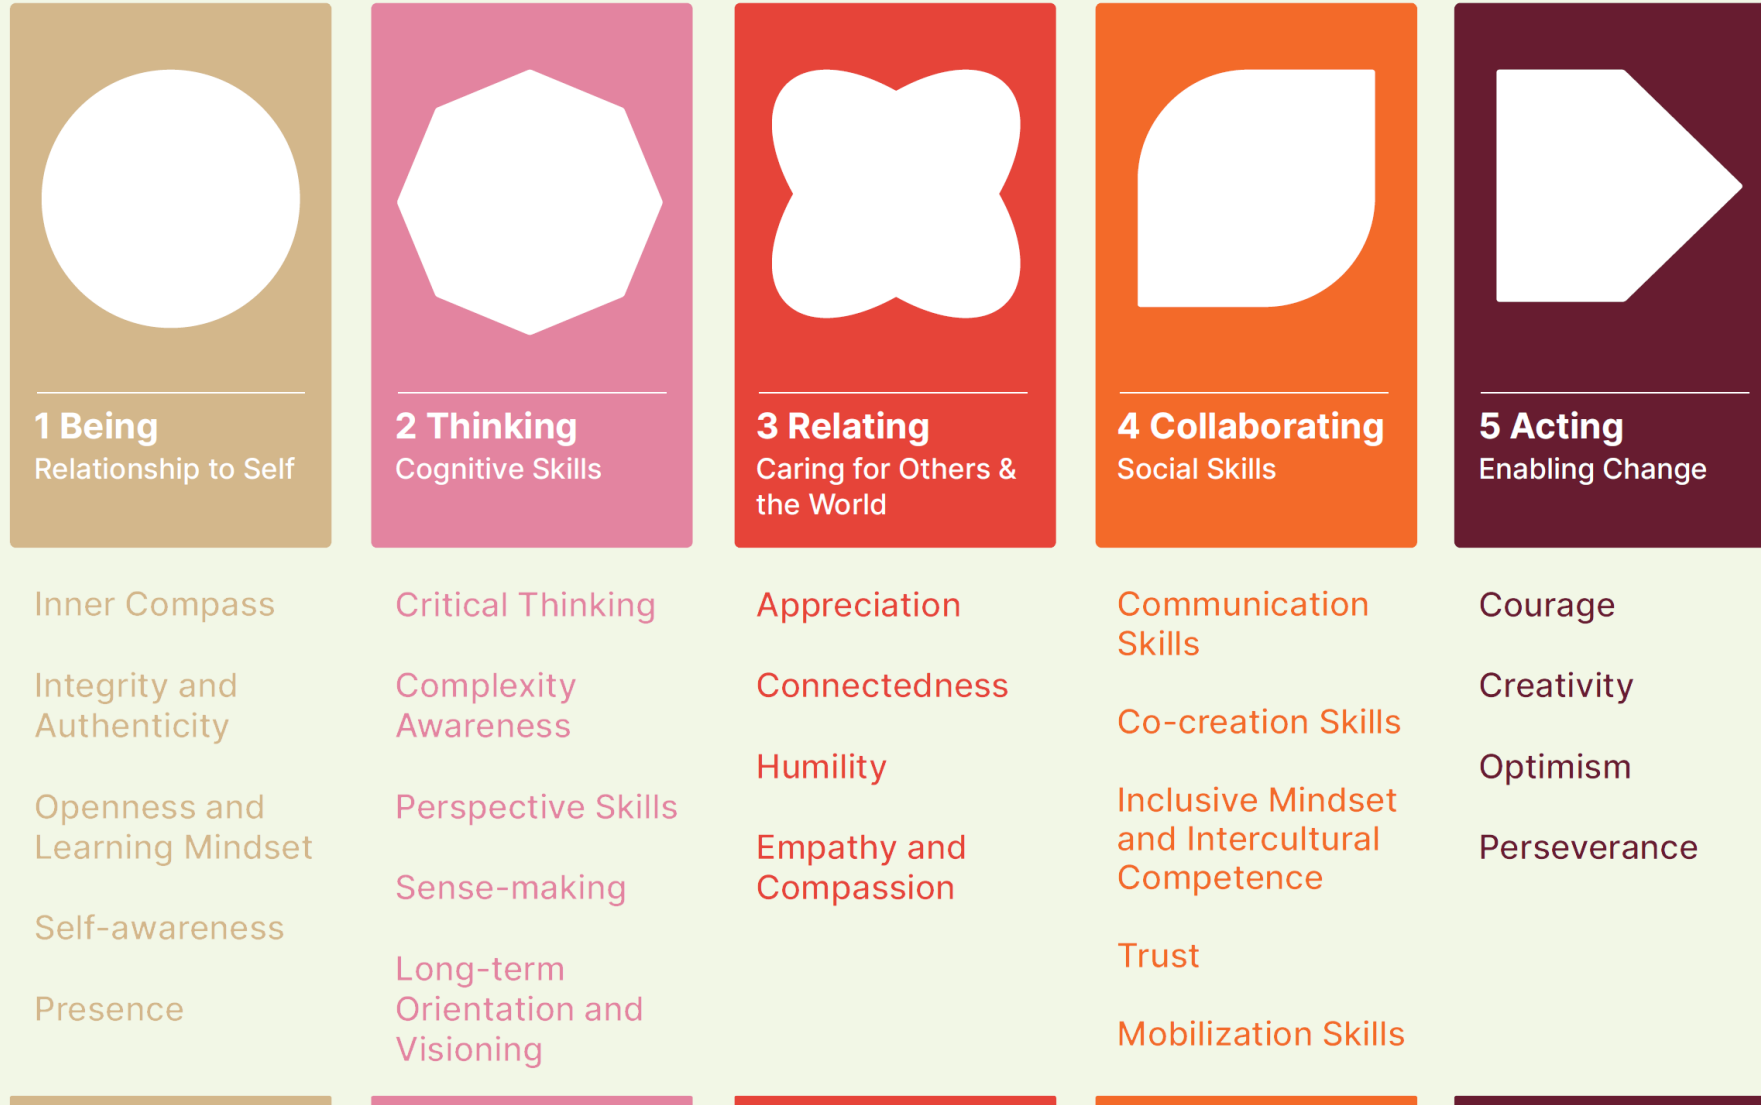 1 Being
Relationship to Self
Inner Compass
Integrity and
Authenticity
Openness and
Learning Mindset
Self-awareness
Presence
2 Thinking
Cognitive Skills
Critical Thinking
Complexity
Awareness
Perspective Skills
Sense-making
Long-term
Orientation and
Visioning
3 Relating
Caring for Others &
the World
Appreciation
Connectedness
Humility
Empathy and
Compassion
4 Collaborating
Social Skills
Communication
Skills
Co-creation Skills
Inclusive Mindset
and Intercultural
Competence
Trust
Mobilization Skills
5 Acting
Enabling Change
Courage
Creativity
Optimism
Perseverance